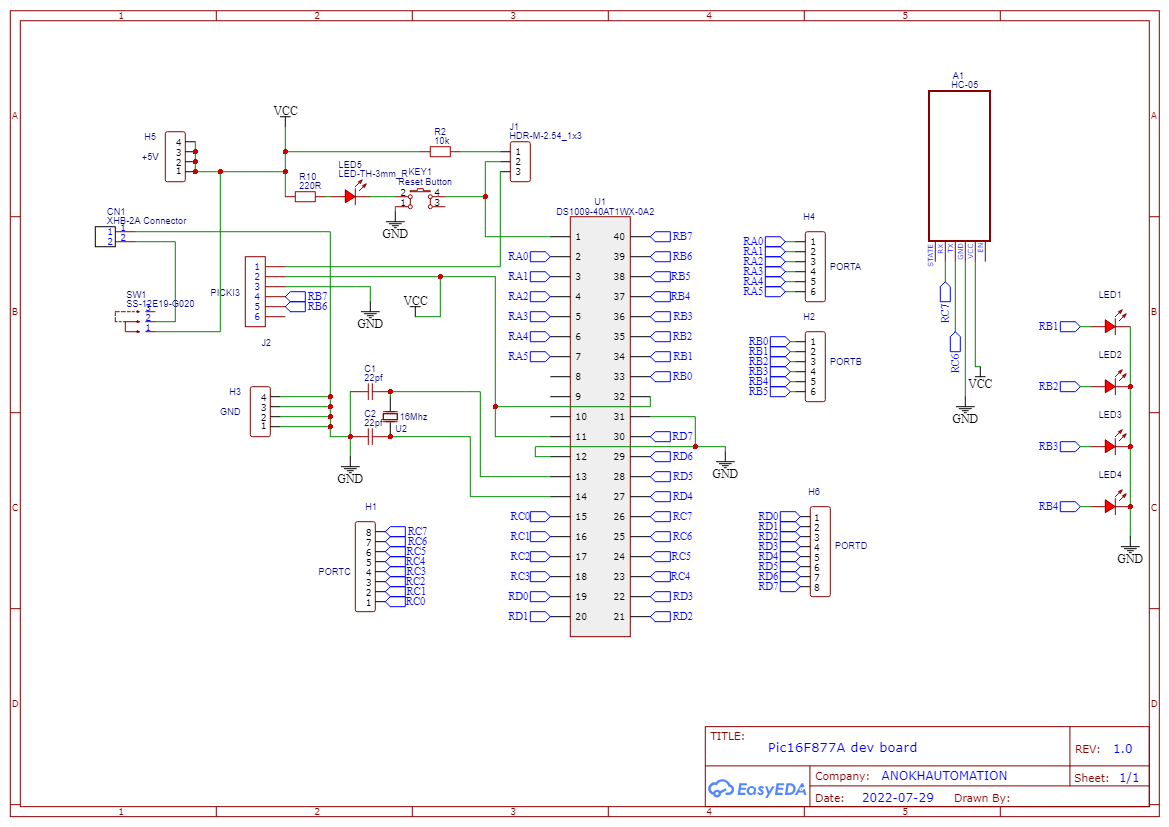 1 2 3 4 5
A
B
C
D
A
B
C
D
VCC
H5
+5V
4
3
2
1
R2
10k
J1
HDR-M-2.54_1x3
1
2
3
R10
220R
LED5
LED-TH-3mm_R
KEY1
Reset Button
2 4
1 3
GND
CN1
XHB-2A Connector
1 1
2 2
SW1
SS-12E19-G020
3
2
1
PICKI3
1
2
3
4 RB7
5 RB6
6
J2
GND
VCC
H3
GND
4
3
2
1
C1
22pf
C2
22pf
16Mhz
U2
GND
H1
PORTC
8 RC7
7 RC6
6 RC5
5 RC4
4 RC3
3 RC2
2 RC1
1 RC0
U1
DS1009-40AT1WX-0A2
1 40 RB7
RA0 2 39 RB6
RA1 3 38 RB5
RA2 4 37 RB4
RA3 5 36 RB3
RA4 6 35 RB2
RA5 7 34 RB1
8 33 RB0
9 32
10 31
11 30 RD7
12 29 RD6
13 28 RD5
14 27 RD4
RC0 15 26 RC7
RC1 16 25 RC6
RC2 17 24 RC5
RC3 18 23 RC4
RD0 19 22 RD3
RD1 20 21 RD2
GND
H4
RA0 1
RA1 2
RA2 3
RA3 4
RA4 5
RA5 6
PORTA
H2
RB0 1
RB1 2
RB2 3
RB3 4
RB4 5
RB5 6
PORTB
H6
RD0 1
RD1 2
RD2 3
RD3 4
RD4 5
RD5 6
RD6 7
RD7 8
PORTD
A1
HC-05
STATE
RX
TX
GND
VCC
EN
RC7
RC6
VCC
GND
LED1
RB1
LED2
RB2
LED3
RB3
LED4
RB4
GND
TITLE:
Pic16F877A dev board
REV: 1.0
EasyEDA
Company: ANOKHAUTOMATION
Sheet: 1/1
Date: 2022-07-29 Drawn By:
1 2 3 4 5